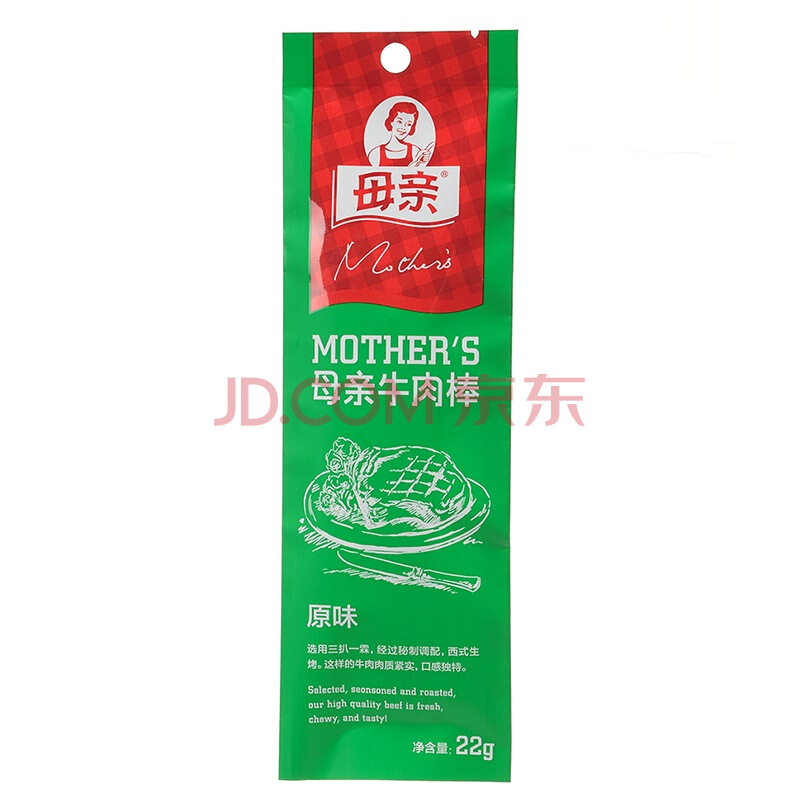 母亲®
Mother's
MOTHER'S
母亲牛肉棒
JD.COM 京东
原味
选用三扒一霖，经过秘制调配，西式生
烤。这样的牛肉肉质紧实，口感独特。
Selected, seonsoned and roasted,
our high quality beef is fresh,
chewy, and tasty!
净含量：22g